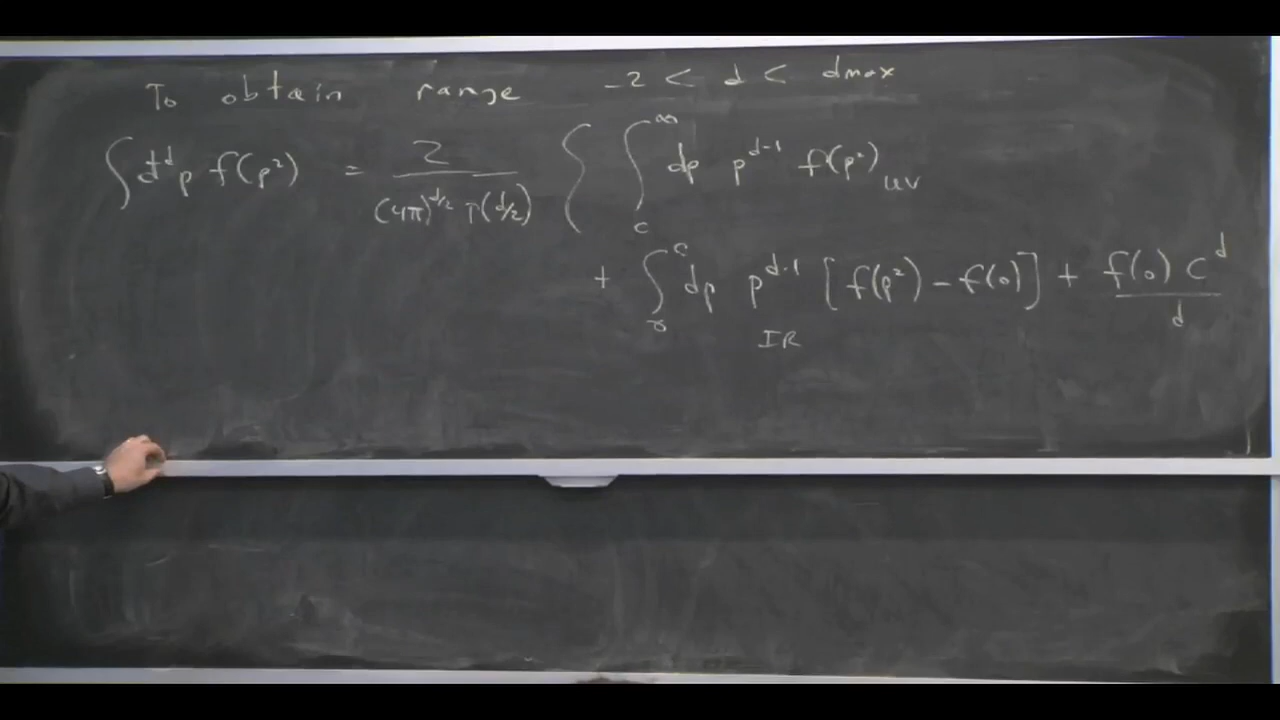 To obtain range -2 < d < dmax
∫ đ^d p f(p²) = 2 / (4π)^{d/2} Γ(d/2) { ∫_c^∞ dp p^{d-1} f(p²) UV
+ ∫_0^c dp p^{d-1} [f(p²) - f(0)] + f(0) c^d / d
IR